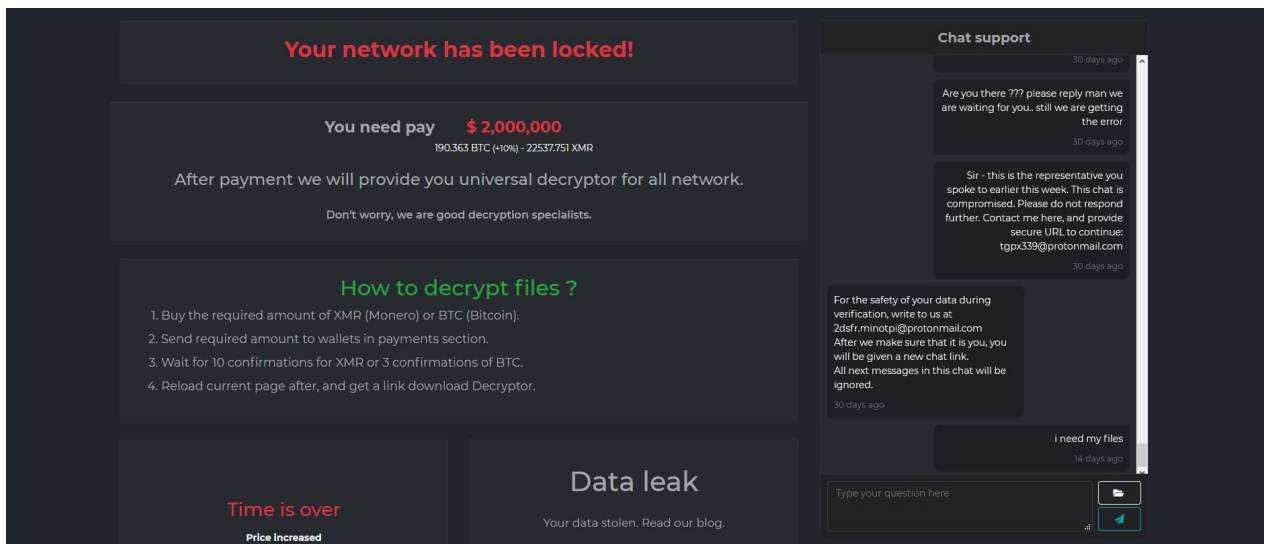 Your network has been locked!
You need pay $ 2,000,000
190.363 BTC (+10%) - 22537.751 XMR
After payment we will provide you universal decryptor for all network.
Don't worry, we are good decryption specialists.
How to decrypt files ?
1. Buy the required amount of XMR (Monero) or BTC (Bitcoin).
2. Send required amount to wallets in payments section.
3. Wait for 10 confirmations for XMR or 3 confirmations of BTC.
4. Reload current page after, and get a link download Decryptor.
Time is over
Price increased
Data leak
Your data stolen. Read our blog.
Chat support
30 days ago
Are you there ??? please reply man we
are waiting for you.. still we are getting
the error
30 days ago
Sir - this is the representative you
spoke to earlier this week. This chat is
compromised. Please do not respond
further. Contact me here, and provide
secure URL to continue:
tgpx339@protonmail.com
30 days ago
For the safety of your data during
verification, write to us at
2dsfr.minotpi@protonmail.com
After we make sure that it is you, you
will be given a new chat link.
All next messages in this chat will be
ignored.
30 days ago
i need my files
14 days ago
Type your question here